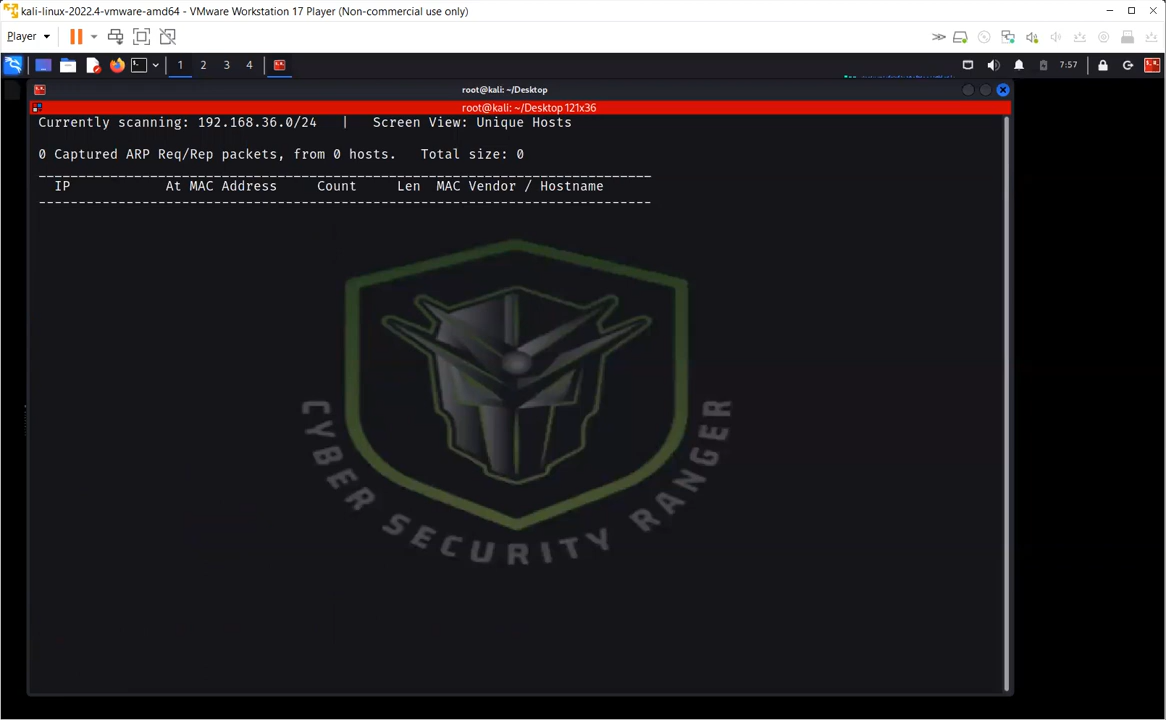 kali-linux-2022.4-vmware-amd64 - VMware Workstation 17 Player (Non-commercial use only)
Player
1 2 3 4
7:57
root@kali: ~/Desktop
root@kali: ~/Desktop 121x36
Currently scanning: 192.168.36.0/24 | Screen View: Unique Hosts
0 Captured ARP Req/Rep packets, from 0 hosts. Total size: 0
IP At MAC Address Count Len MAC Vendor / Hostname
CYBER SECURITY RANGER